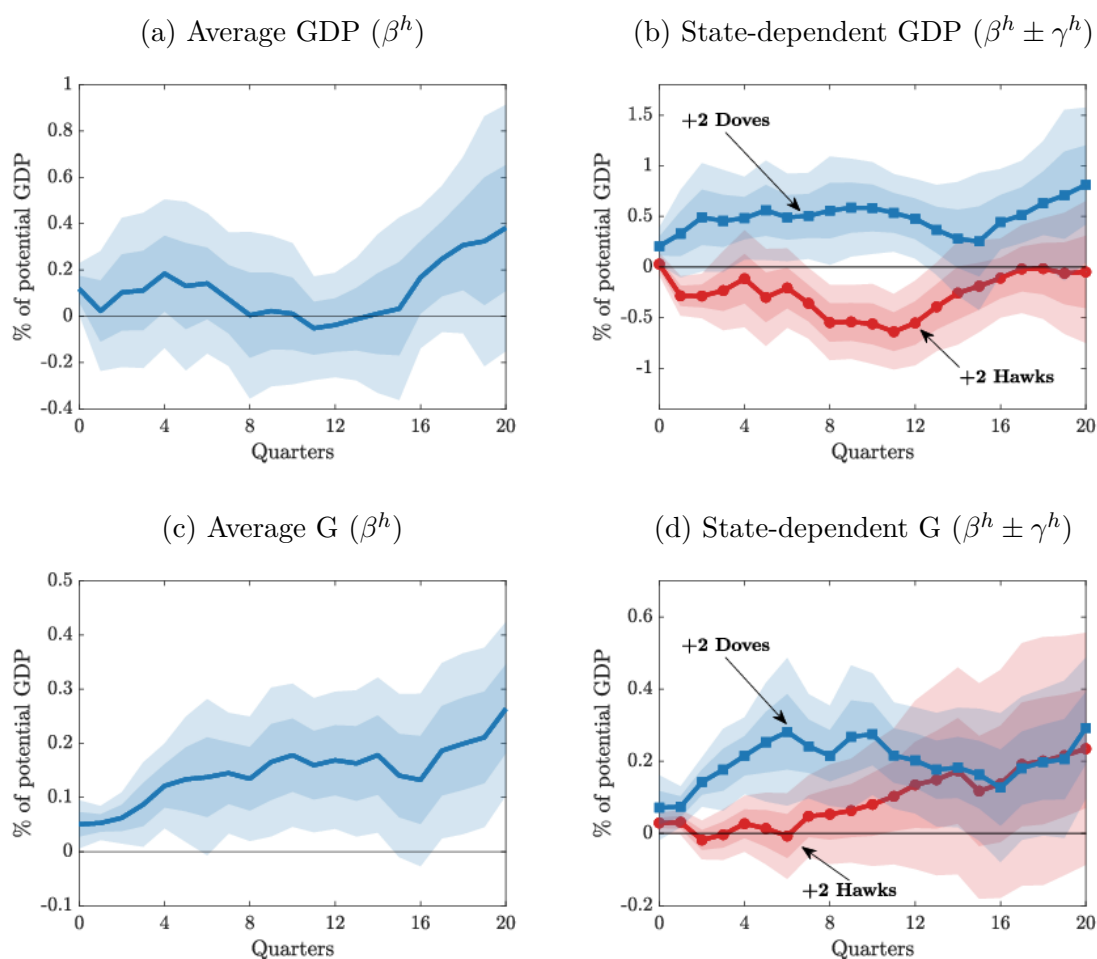 (a) Average GDP (β^h)
% of potential GDP
1
0.8
0.6
0.4
0.2
0
-0.2
-0.4
0 4 8 12 16 20
Quarters
(b) State-dependent GDP (β^h ± γ^h)
% of potential GDP
1.5
1
0.5
0
-0.5
-1
+2 Doves
+2 Hawks
0 4 8 12 16 20
Quarters
(c) Average G (β^h)
% of potential GDP
0.5
0.4
0.3
0.2
0.1
0
-0.1
0 4 8 12 16 20
Quarters
(d) State-dependent G (β^h ± γ^h)
% of potential GDP
0.6
0.4
0.2
0
-0.2
+2 Doves
+2 Hawks
0 4 8 12 16 20
Quarters